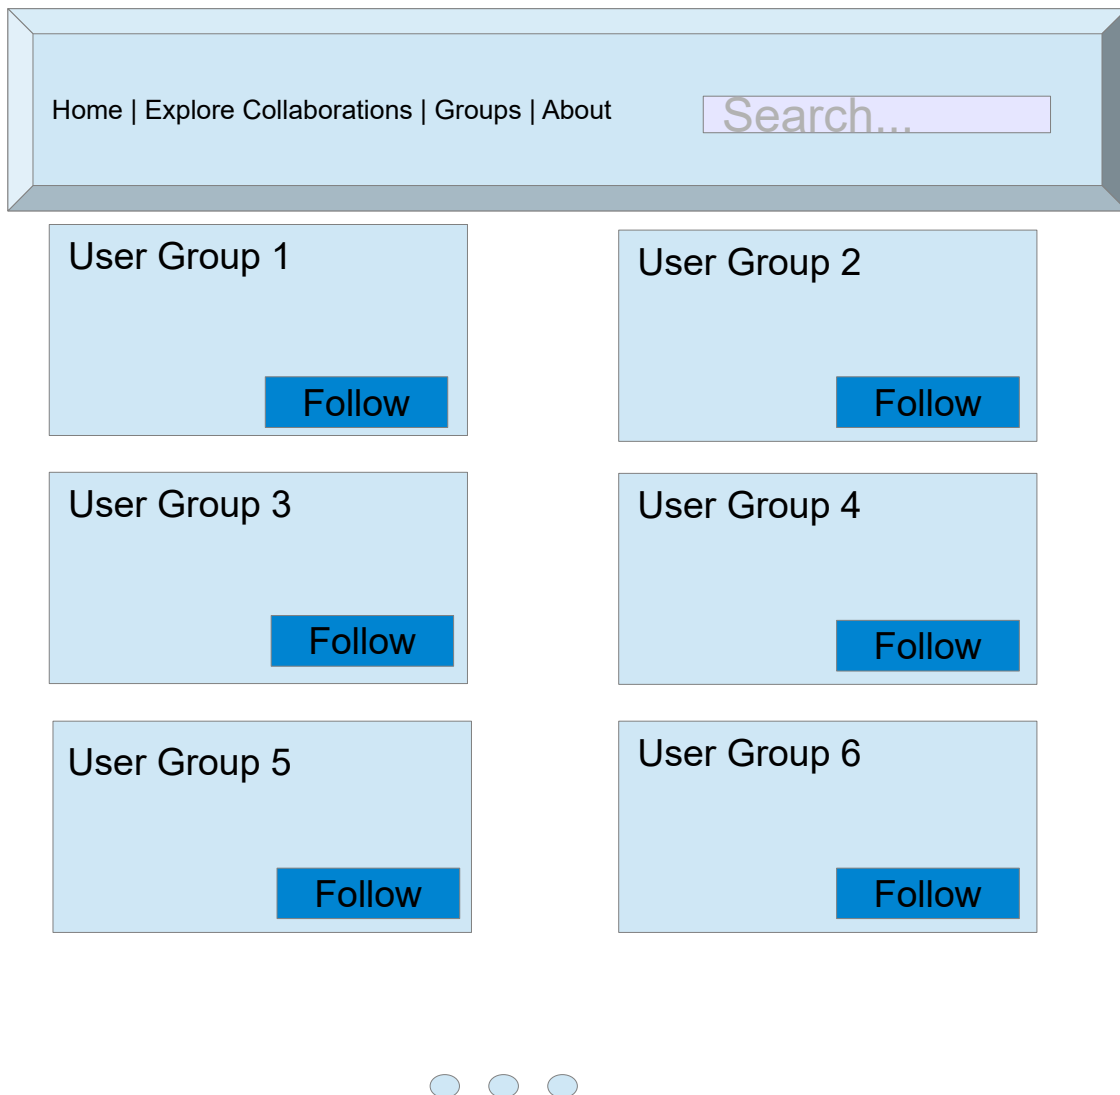 Home | Explore Collaborations | Groups | About
Search...
User Group 1
Follow
User Group 2
Follow
User Group 3
Follow
User Group 4
Follow
User Group 5
Follow
User Group 6
Follow